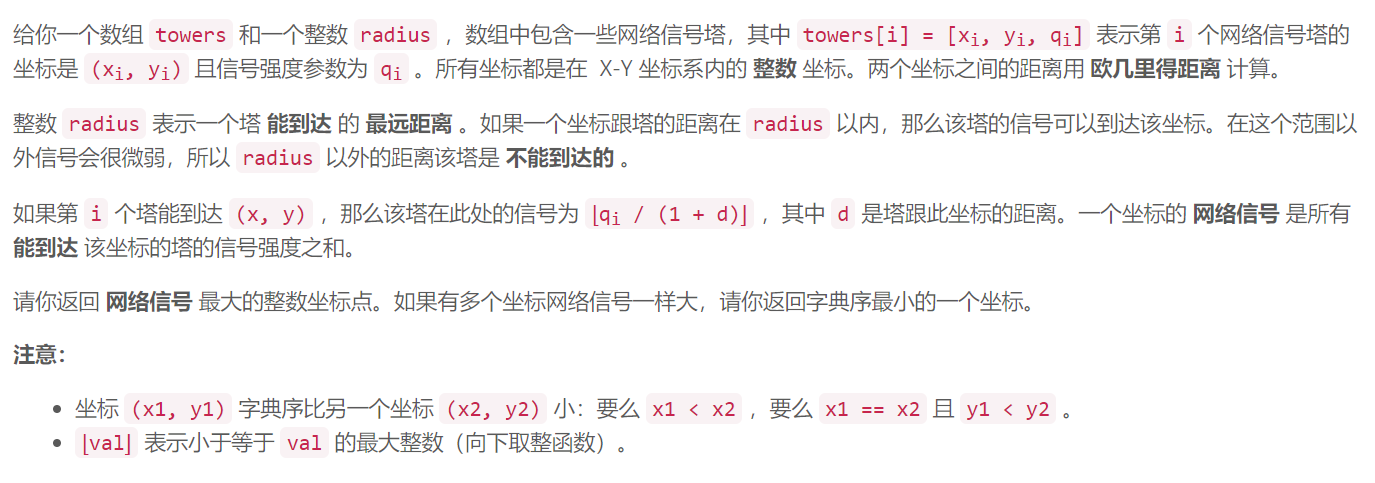 给你一个数组 towers 和一个整数 radius ，数组中包含一些网络信号塔，其中 towers[i] = [xi, yi, qi] 表示第 i 个网络信号塔的
坐标是 (xi, yi) 且信号强度参数为 qi 。所有坐标都是在 X-Y 坐标系内的 整数 坐标。两个坐标之间的距离用 欧几里得距离 计算。
整数 radius 表示一个塔 能到达 的 最远距离 。如果一个坐标跟塔的距离在 radius 以内，那么该塔的信号可以到达该坐标。在这个范围以
外信号会很微弱，所以 radius 以外的距离该塔是 不能到达的 。
如果第 i 个塔能到达 (x, y) ，那么该塔在此处的信号为 ⌊qi / (1 + d)⌋ ，其中 d 是塔跟此坐标的距离。一个坐标的 网络信号 是所有
能到达 该坐标的塔的信号强度之和。
请你返回 网络信号 最大的整数坐标点。如果有多个坐标网络信号一样大，请你返回字典序最小的一个坐标。
注意：
• 坐标 (x1, y1) 字典序比另一个坐标 (x2, y2) 小：要么 x1 < x2 ，要么 x1 == x2 且 y1 < y2 。
• ⌊val⌋ 表示小于等于 val 的最大整数（向下取整函数）。